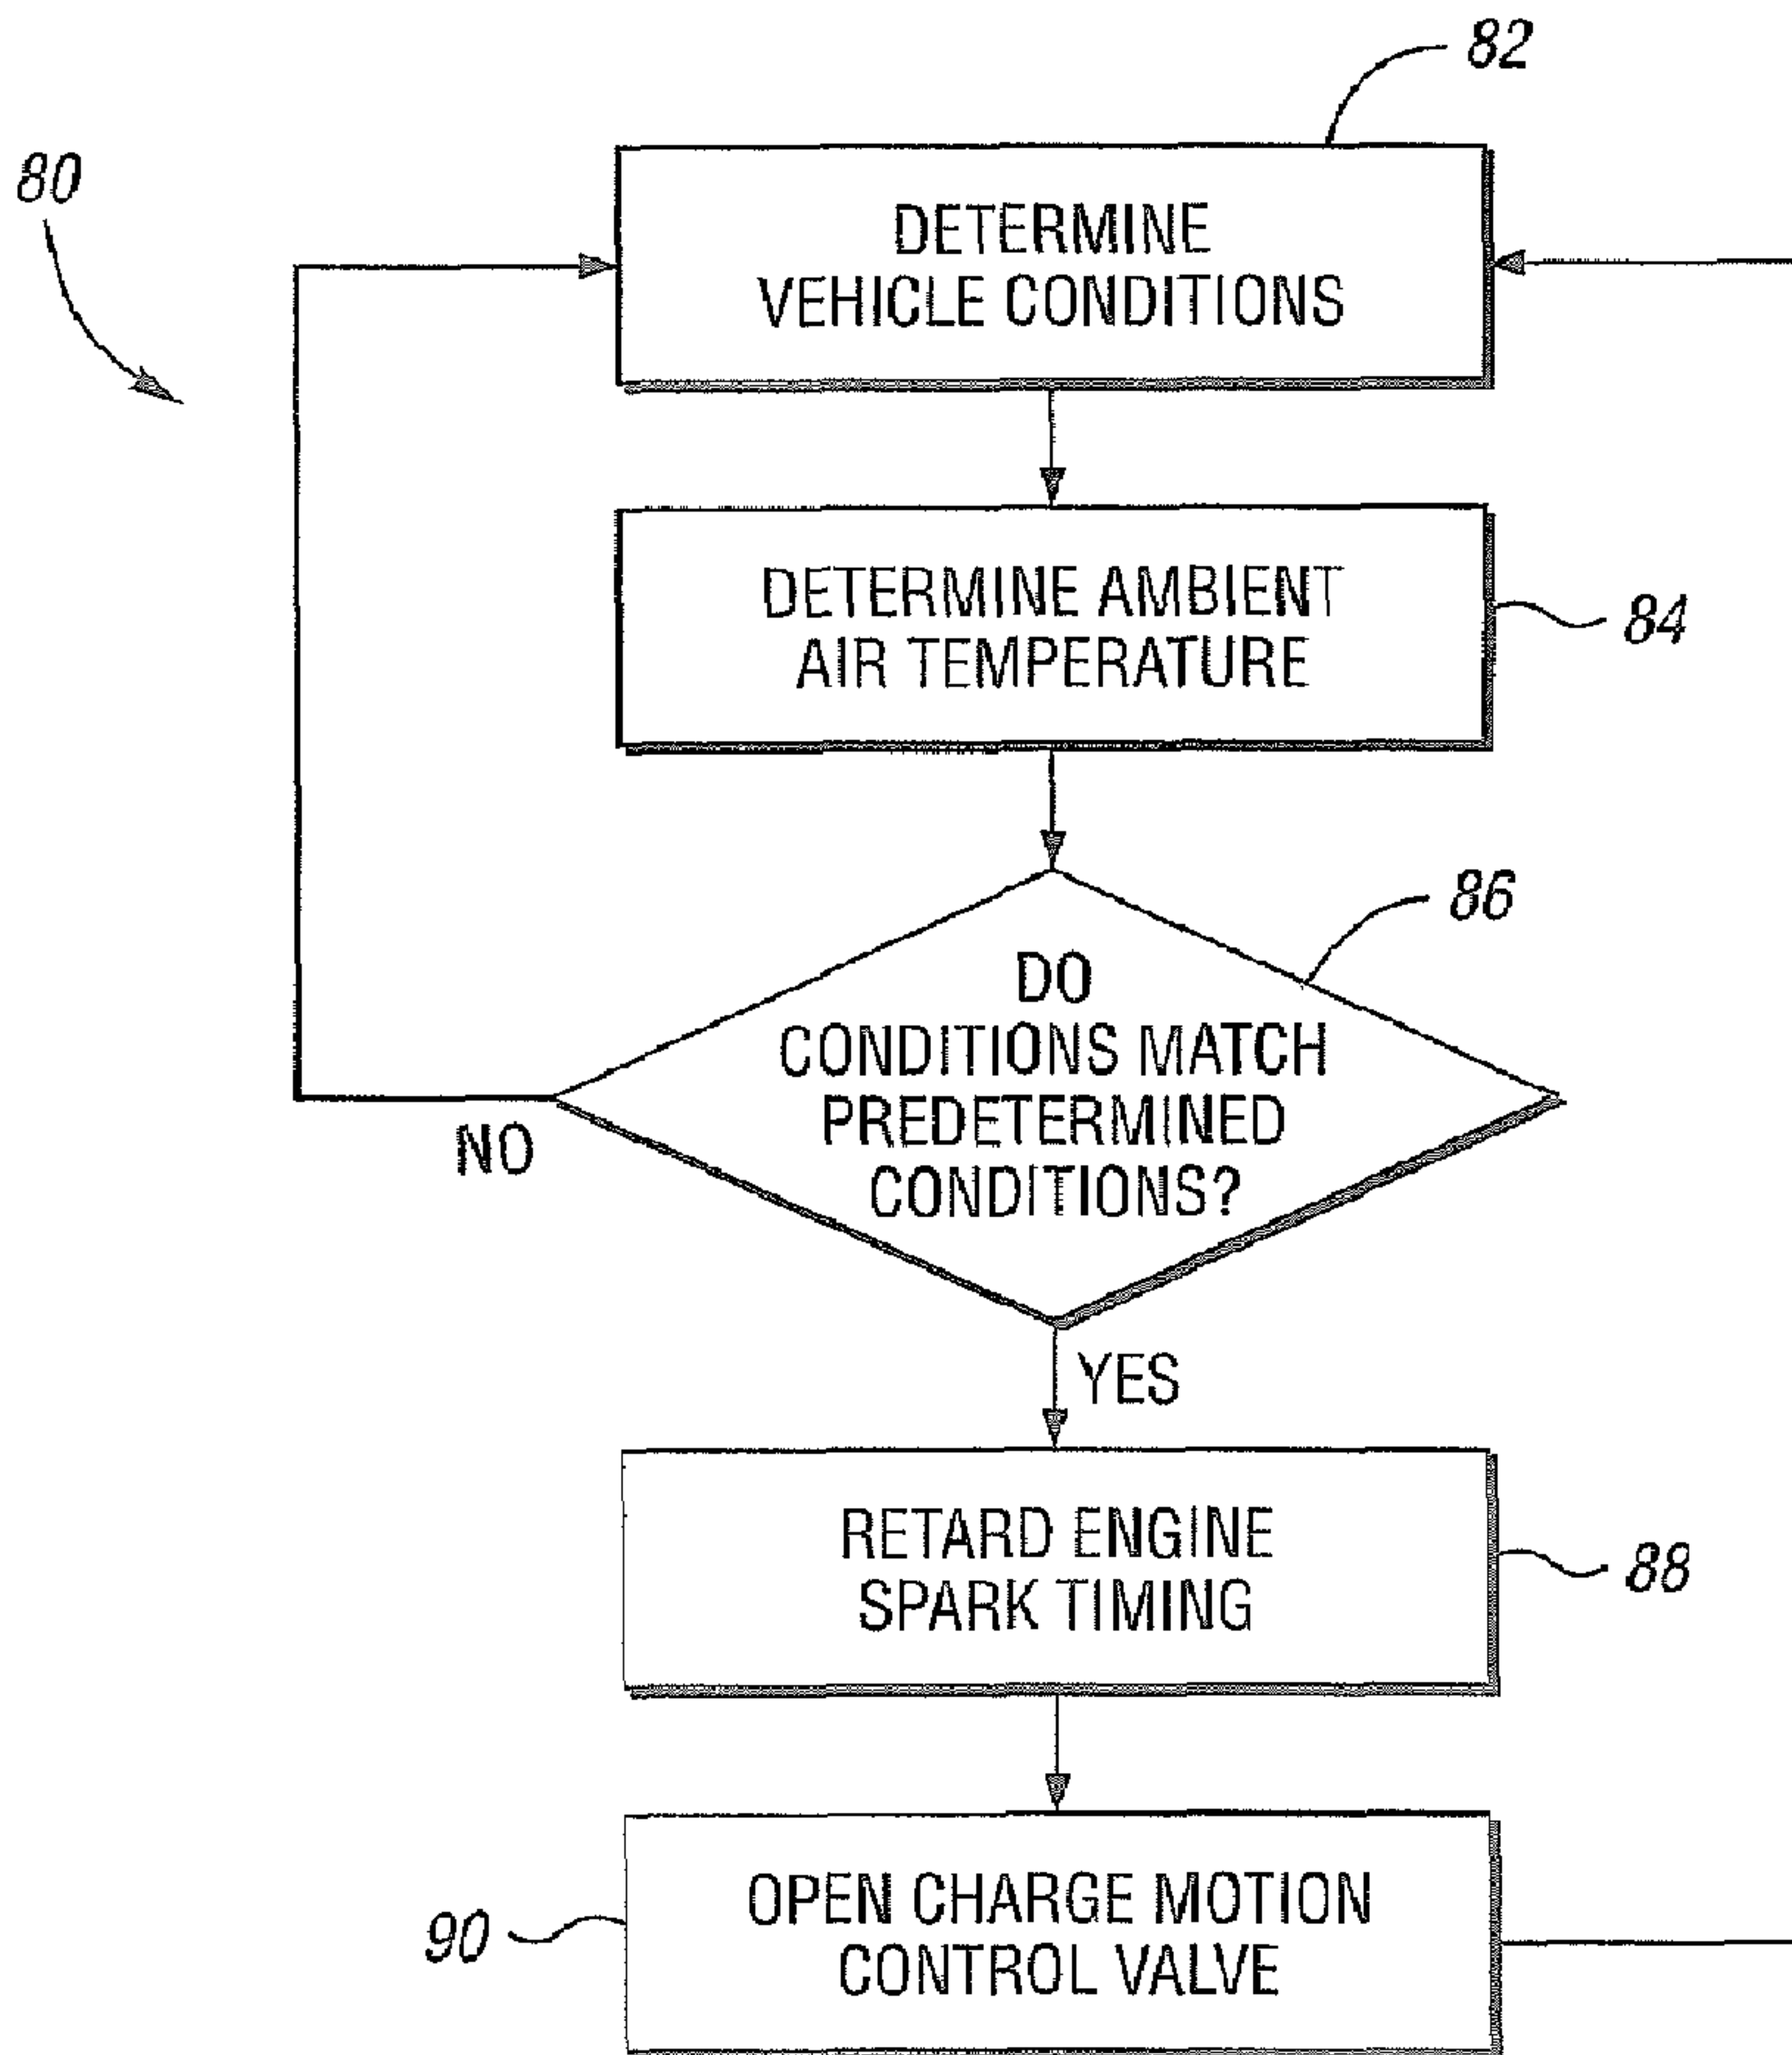 82
80
DETERMINE
VEHICLE CONDITIONS
DETERMINE AMBIENT
AIR TEMPERATURE
84
86
DO
CONDITIONS MATCH
PREDETERMINED
CONDITIONS?
NO
YES
RETARD ENGINE
SPARK TIMING
88
OPEN CHARGE MOTION
CONTROL VALVE
90